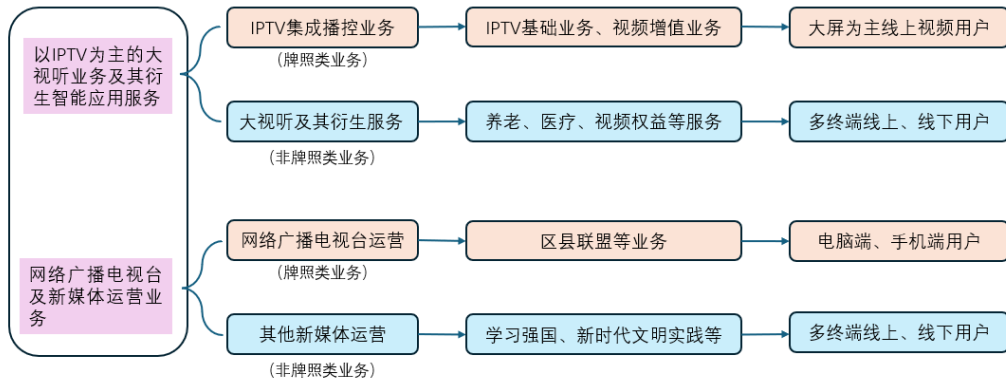 以IPTV为主的大
视听业务及其衍
生智能应用服务
IPTV集成播控业务
(牌照类业务)
IPTV基础业务、视频增值业务
大屏为主线上视频用户
大视听及其衍生服务
(非牌照类业务)
养老、医疗、视频权益等服务
多终端线上、线下用户
网络广播电视台
及新媒体运营业
务
网络广播电视台运营
(牌照类业务)
区县联盟等业务
电脑端、手机端用户
其他新媒体运营
(非牌照类业务)
学习强国、新时代文明实践等
多终端线上、线下用户